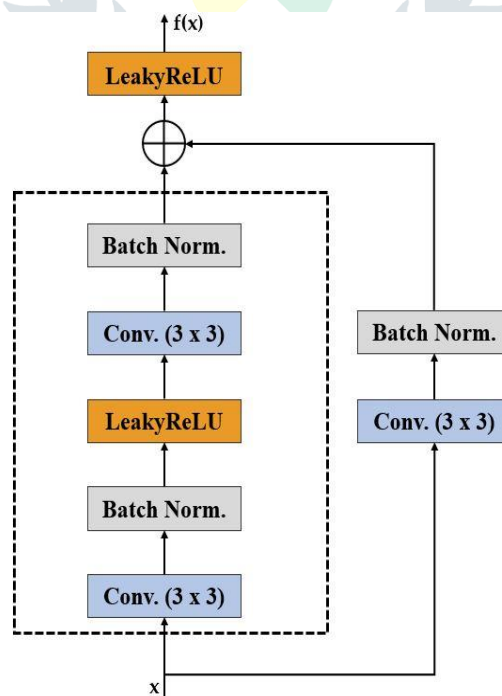 f(x)
LeakyReLU
Batch Norm.
Conv. (3 x 3)
LeakyReLU
Batch Norm.
Conv. (3 x 3)
Batch Norm.
Conv. (3 x 3)
x